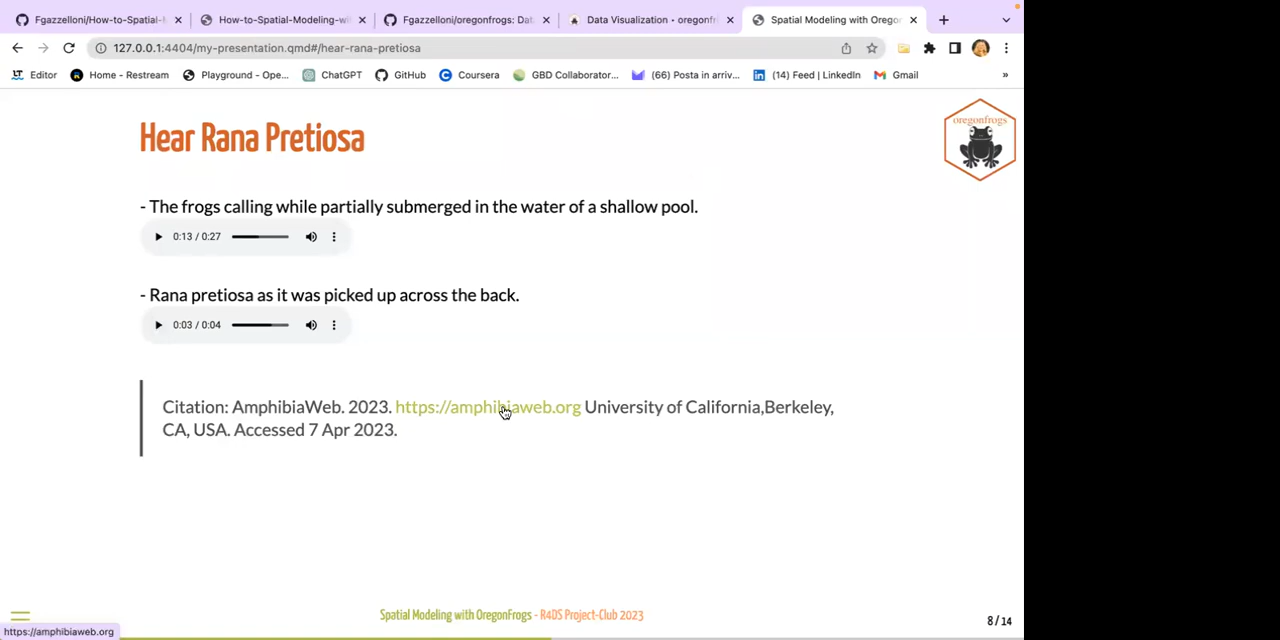 Fgazzelloni/How-to-Spatial-
How-to-Spatial-Modeling-wi
Fgazzelloni/oregonfrogs: Dat
Data Visualization • oregonfr
Spatial Modeling with Orego
127.0.0.1:4404/my-presentation.qmd#/hear-rana-pretiosa
Editor
Home - Restream
Playground - Ope...
ChatGPT
GitHub
Coursera
GBD Collaborator...
(66) Posta in arriv...
(14) Feed | LinkedIn
Gmail
»
Hear Rana Pretiosa
oregonfrogs
- The frogs calling while partially submerged in the water of a shallow pool.
0:13 / 0:27
- Rana pretiosa as it was picked up across the back.
0:03 / 0:04
Citation: AmphibiaWeb. 2023. https://amphibiaweb.org University of California,Berkeley,
CA, USA. Accessed 7 Apr 2023.
Spatial Modeling with OregonFrogs - R4DS Project-Club 2023
8 / 14
https://amphibiaweb.org